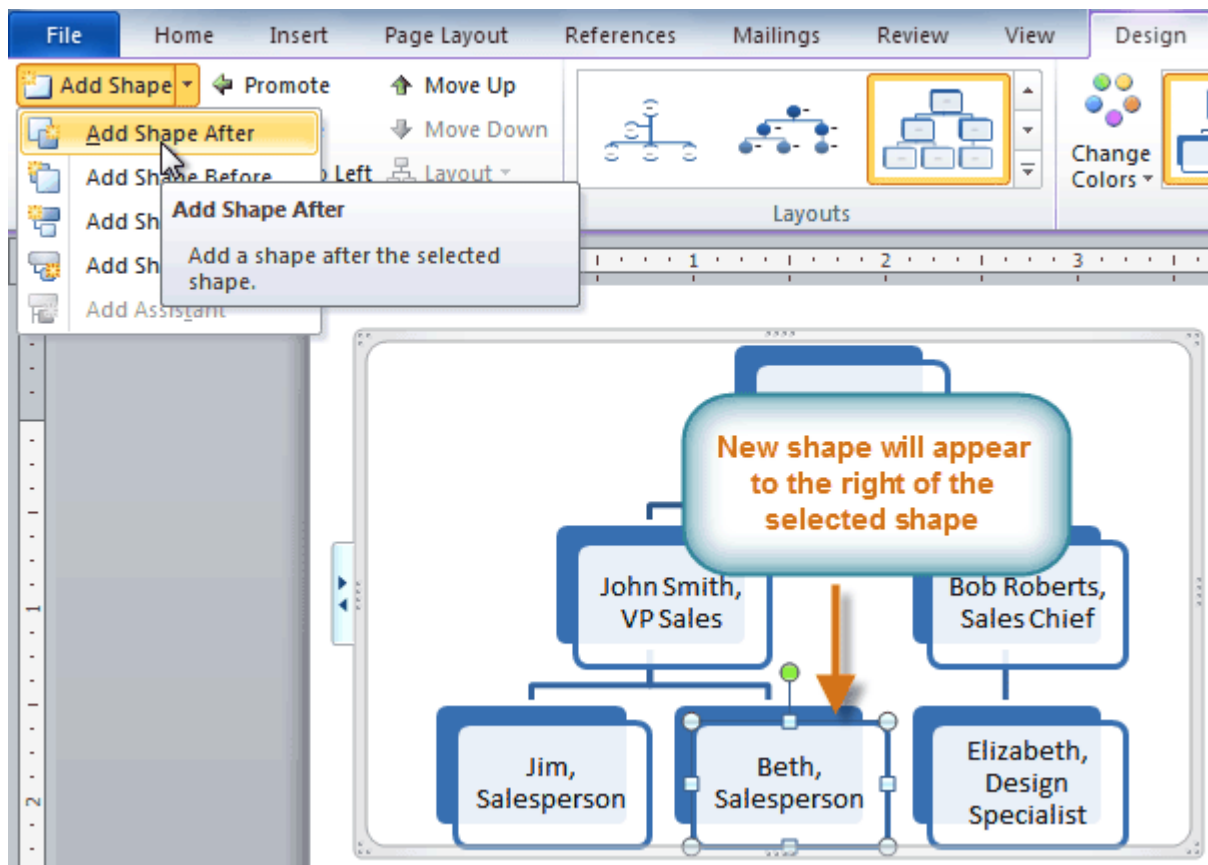 File Home Insert Page Layout References Mailings Review View Design
Add Shape Promote Move Up
Add Shape After Move Down
Add Shape Before Left Layout
Add Sh
Add Sh
Add Assistant
Add Shape After
Add a shape after the selected
shape.
Change
Colors
Layouts
1 2 3
New shape will appear
to the right of the
selected shape
John Smith,
VP Sales
Bob Roberts,
Sales Chief
Jim,
Salesperson
Beth,
Salesperson
Elizabeth,
Design
Specialist
1
2